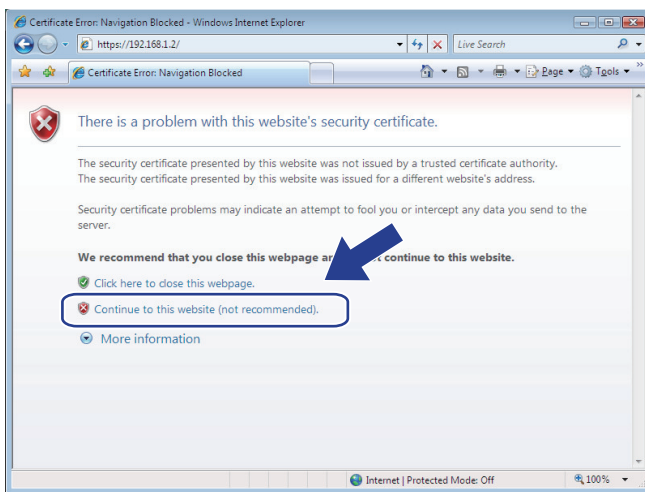 Certificate Error: Navigation Blocked - Windows Internet Explorer
https://192.168.1.2/
Live Search
Certificate Error: Navigation Blocked
Page
Tools
There is a problem with this website's security certificate.
The security certificate presented by this website was not issued by a trusted certificate authority.
The security certificate presented by this website was issued for a different website's address.
Security certificate problems may indicate an attempt to fool you or intercept any data you send to the
server.
We recommend that you close this webpage continue to this website.
Click here to close this webpage.
Continue to this website (not recommended).
More information
Internet | Protected Mode: Off
100%